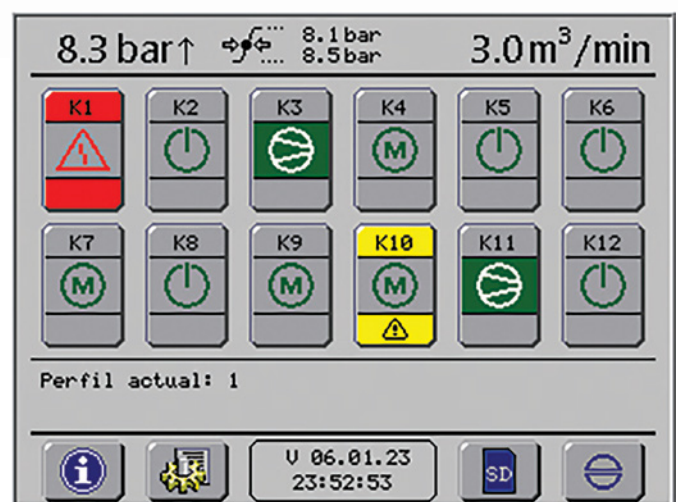 8.3 bar↑ 8.1 bar 3.0 m³/min
8.5 bar
K1 K2 K3 K4 K5 K6
M
K7 K8 K9 K10 K11 K12
M M M
Perfil actual: 1
V 06.01.23
23:52:53
SD